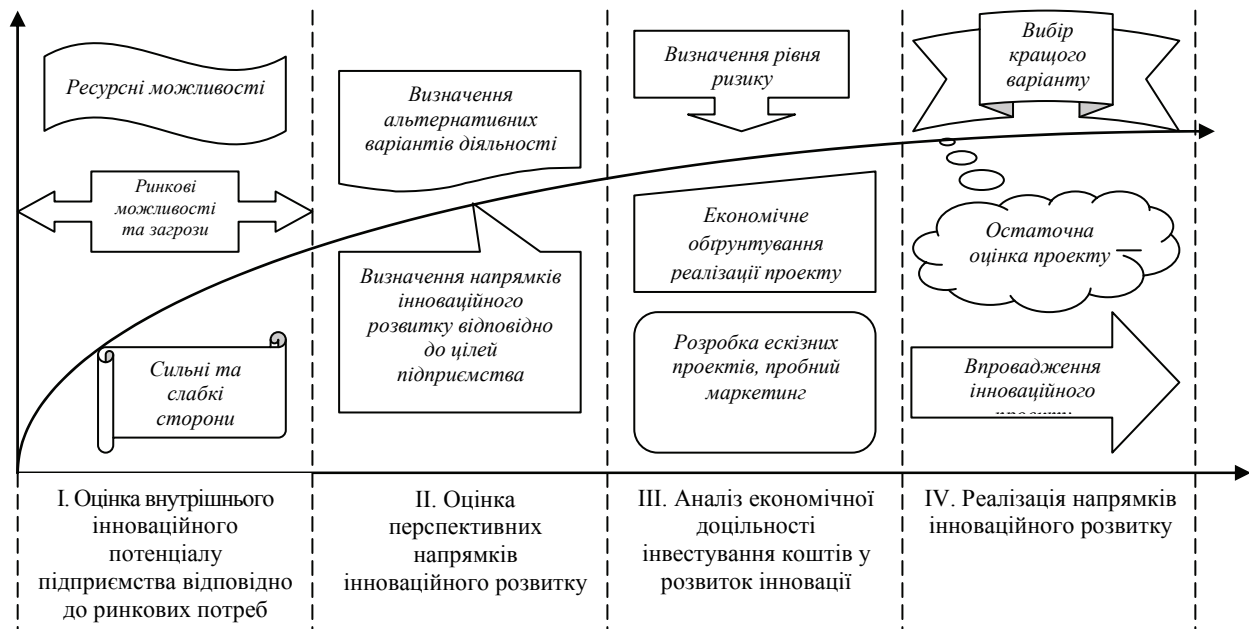 Ресурсні можливості
Ринкові
можливості
та загрози
Сильні та
слабкі
сторони
Визначення
альтернативних
варіантів діяльності
Визначення напрямків
інноваційного
розвитку відповідно
до цілей
підприємства
Визначення рівня
ризику
Економічне
обґрунтування
реалізації проекту
Розробка ескізних
проектів, пробний
маркетинг
Вибір
кращого
варіанту
Остаточна
оцінка проекту
Впровадження
інноваційного
проекту
I. Оцінка внутрішнього
інноваційного
потенціалу
підприємства відповідно
до ринкових потреб
II. Оцінка
перспективних
напрямків
інноваційного розвитку
III. Аналіз економічної
доцільності
інвестування коштів у
розвиток інновації
IV. Реалізація напрямків
інноваційного розвитку